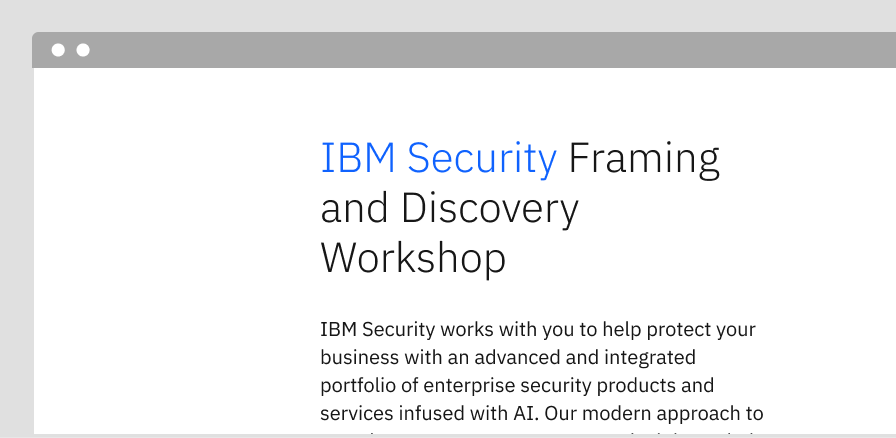 IBM Security Framing
and Discovery
Workshop
IBM Security works with you to help protect your
business with an advanced and integrated
portfolio of enterprise security products and
services infused with AI. Our modern approach to